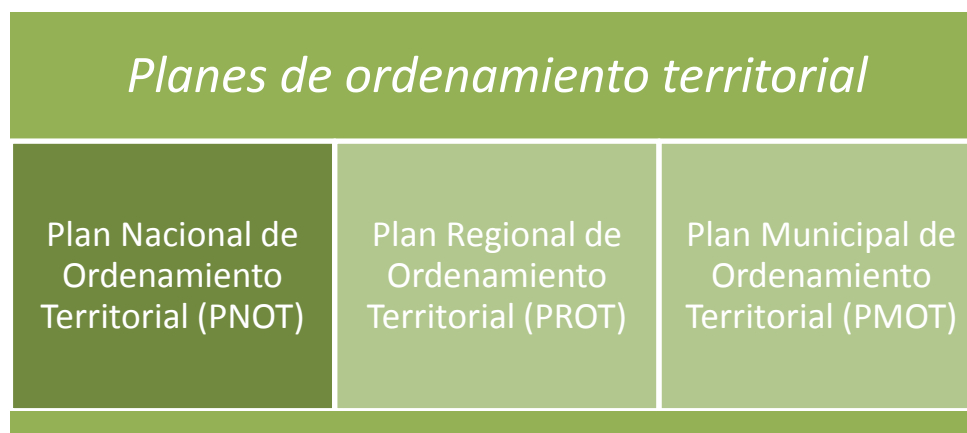 Planes de ordenamiento territorial
Plan Nacional de
Ordenamiento
Territorial (PNOT)
Plan Regional de
Ordenamiento
Territorial (PROT)
Plan Municipal de
Ordenamiento
Territorial (PMOT)